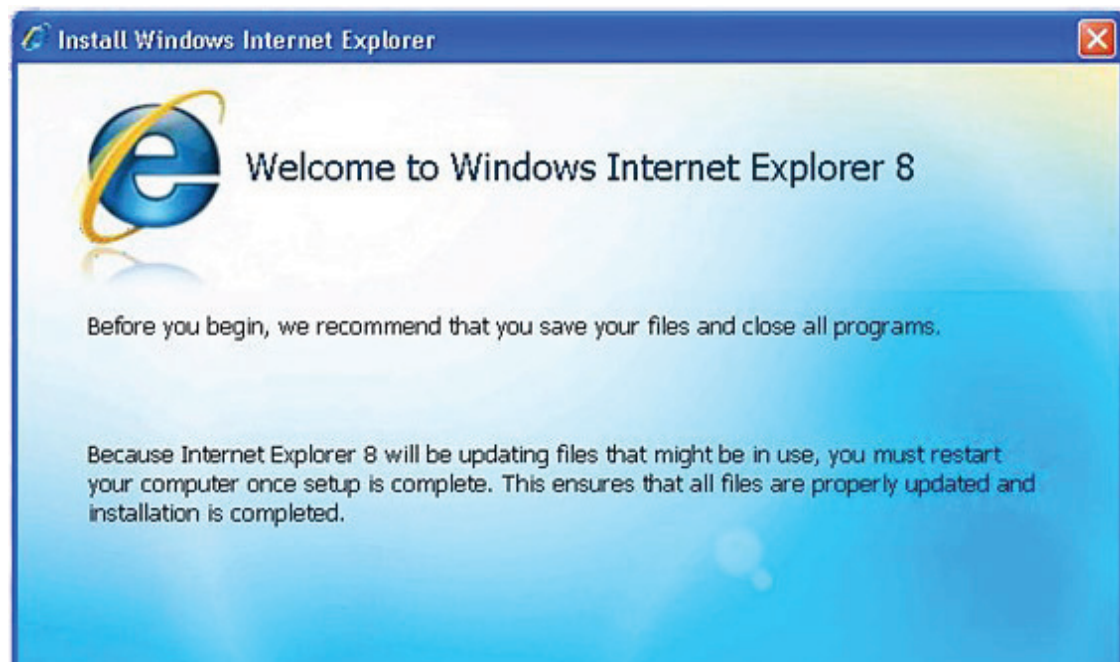 Install Windows Internet Explorer
Welcome to Windows Internet Explorer 8
Before you begin, we recommend that you save your files and close all programs.
Because Internet Explorer 8 will be updating files that might be in use, you must restart
your computer once setup is complete. This ensures that all files are properly updated and
installation is completed.